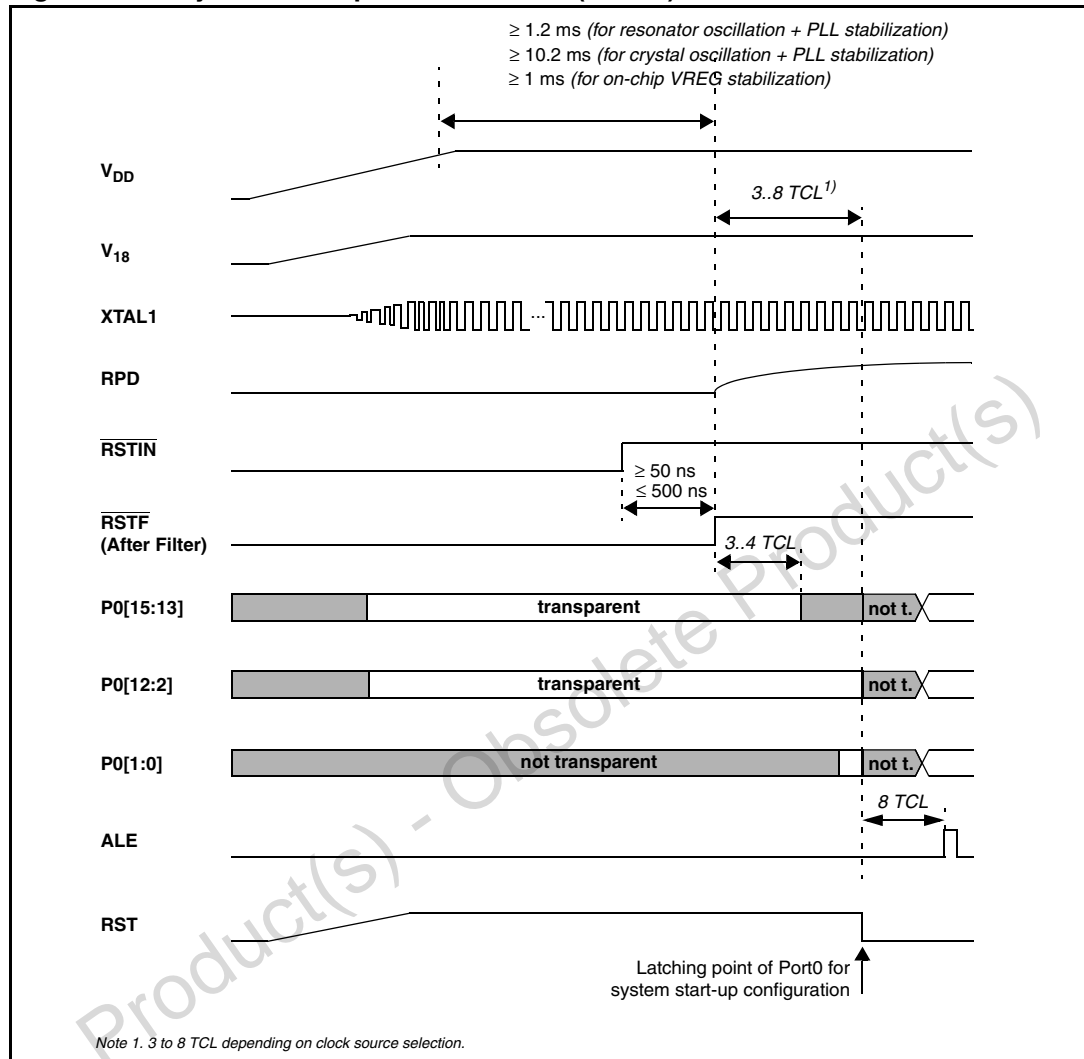 ≥ 1.2 ms (for resonator oscillation + PLL stabilization)
≥ 10.2 ms (for crystal oscillation + PLL stabilization)
≥ 1 ms (for on-chip VREG stabilization)
VDD
3..8 TCL1)
V18
XTAL1
...
RPD
RSTIN
≥ 50 ns
≤ 500 ns
RSTF
(After Filter)
3..4 TCL
P0[15:13]
transparent
not t.
P0[12:2]
transparent
not t.
P0[1:0]
not transparent
not t.
8 TCL
ALE
RST
Latching point of Port0 for
system start-up configuration
Note 1. 3 to 8 TCL depending on clock source selection.
Product(s) - Obsolete Product(s)